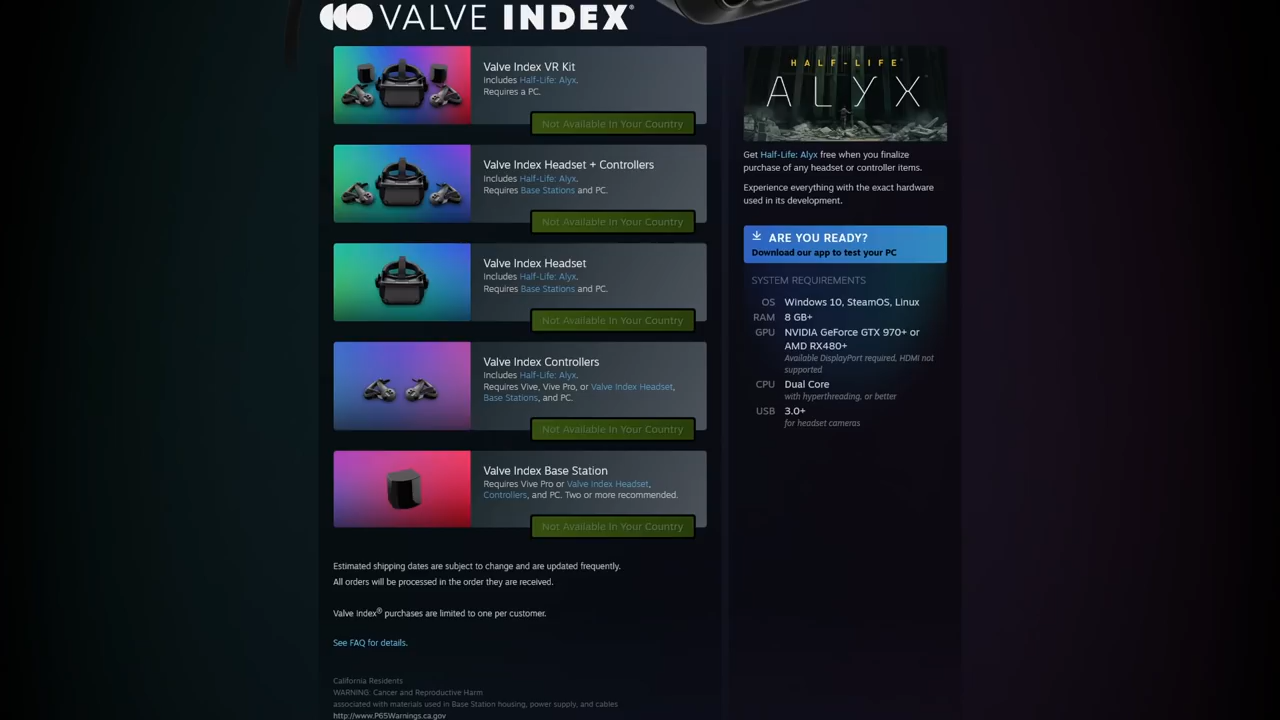 VALVE INDEX®
Valve Index VR Kit
Includes Half-Life: Alyx.
Requires a PC.
Not Available In Your Country
Valve Index Headset + Controllers
Includes Half-Life: Alyx.
Requires Base Stations and PC.
Not Available In Your Country
Valve Index Headset
Includes Half-Life: Alyx.
Requires Base Stations and PC.
Not Available In Your Country
Valve Index Controllers
Includes Half-Life: Alyx.
Requires Vive, Vive Pro, or Valve Index Headset,
Base Stations, and PC.
Not Available In Your Country
Valve Index Base Station
Requires Vive Pro or Valve Index Headset,
Controllers, and PC. Two or more recommended.
Not Available In Your Country
Estimated shipping dates are subject to change and are updated frequently.
All orders will be processed in the order they are received.
Valve Index® purchases are limited to one per customer.
See FAQ for details.
California Residents
WARNING: Cancer and Reproductive Harm
associated with materials used in Base Station housing, power supply, and cables
http://www.P65Warnings.ca.gov
HALF-LIFE
ALYX
Get Half-Life: Alyx free when you finalize
purchase of any headset or controller items.
Experience everything with the exact hardware
used in its development.
ARE YOU READY?
Download our app to test your PC
SYSTEM REQUIREMENTS
OS Windows 10, SteamOS, Linux
RAM 8 GB+
GPU NVIDIA GeForce GTX 970+ or
AMD RX480+
Available DisplayPort required, HDMI not
supported
CPU Dual Core
with hyperthreading, or better
USB 3.0+
for headset cameras